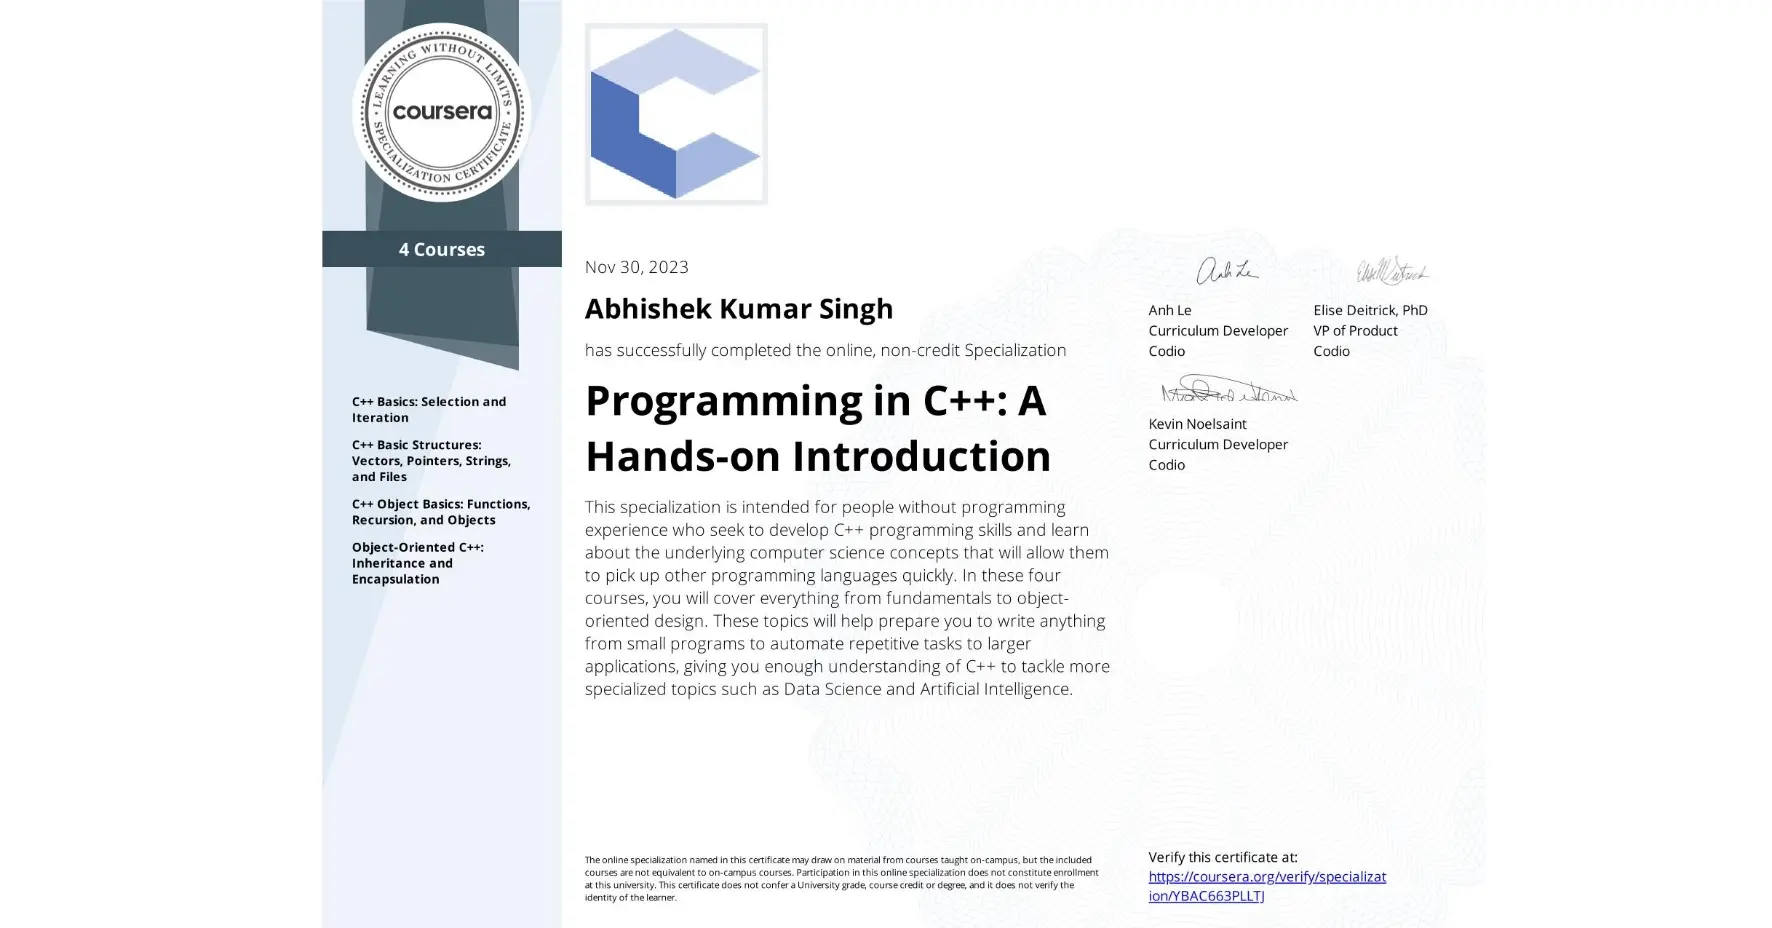 LEARNING WITHOUT LIMITS
coursera
SPECIALIZATION CERTIFICATE
4 Courses
C++ Basics: Selection and
Iteration
C++ Basic Structures:
Vectors, Pointers, Strings,
and Files
C++ Object Basics: Functions,
Recursion, and Objects
Object-Oriented C++:
Inheritance and
Encapsulation
Nov 30, 2023
Abhishek Kumar Singh
has successfully completed the online, non-credit Specialization
Programming in C++: A
Hands-on Introduction
This specialization is intended for people without programming
experience who seek to develop C++ programming skills and learn
about the underlying computer science concepts that will allow them
to pick up other programming languages quickly. In these four
courses, you will cover everything from fundamentals to object-
oriented design. These topics will help prepare you to write anything
from small programs to automate repetitive tasks to larger
applications, giving you enough understanding of C++ to tackle more
specialized topics such as Data Science and Artificial Intelligence.
Anh Le
Anh Le
Curriculum Developer
Codio
Elise Deitrick
Elise Deitrick, PhD
VP of Product
Codio
Kevin Noelsaint
Curriculum Developer
Codio
The online specialization named in this certificate may draw on material from courses taught on-campus, but the included
courses are not equivalent to on-campus courses. Participation in this online specialization does not constitute enrollment
at this university. This certificate does not confer a University grade, course credit or degree, and it does not verify the
identity of the learner.
Verify this certificate at:
https://coursera.org/verify/specializat
ion/YBAC663PLLTJ